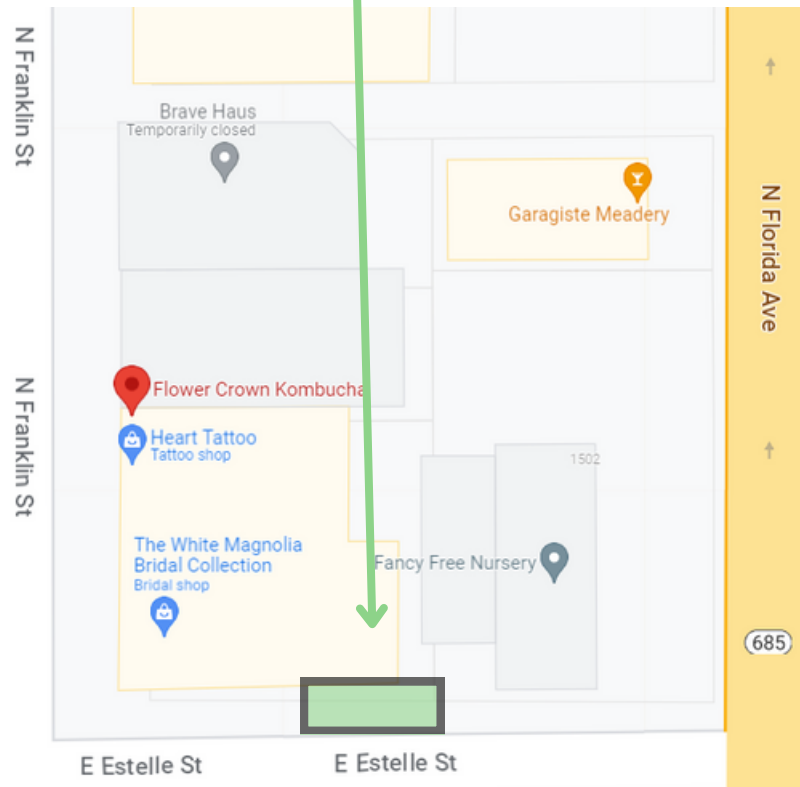 N Franklin St
Brave Haus
Temporarily closed
Garagiste Meadery
N Florida Ave
N Franklin St
Flower Crown Kombucha
Heart Tattoo
Tattoo shop
1502
The White Magnolia
Bridal Collection
Bridal shop
Fancy Free Nursery
685
E Estelle St
E Estelle St